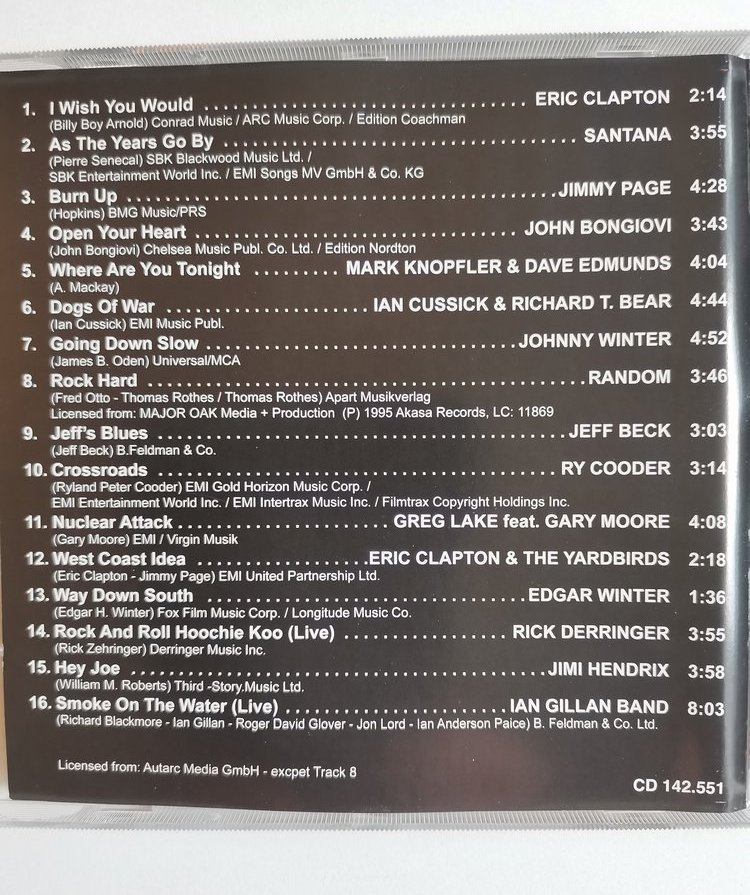 1. I Wish You Would ................................ ERIC CLAPTON 2:14
(Billy Boy Arnold) Conrad Music / ARC Music Corp. / Edition Coachman
2. As The Years Go By ................................... SANTANA 3:55
(Pierre Senecal) SBK Blackwood Music Ltd. /
SBK Entertainment World Inc. / EMI Songs MV GmbH & Co. KG
3. Burn Up ...........................................JIMMY PAGE 4:28
(Hopkins) BMG Music/PRS
4. Open Your Heart ................................ JOHN BONGIOVI 3:43
(John Bongiovi) Chelsea Music Publ. Co. Ltd. / Edition Nordton
5. Where Are You Tonight ......... MARK KNOPFLER & DAVE EDMUNDS 4:04
(A. Mackay)
6. Dogs Of War .................... IAN CUSSICK & RICHARD T. BEAR 4:44
(Ian Cussick) EMI Music Publ.
7. Going Down Slow ...............................JOHNNY WINTER 4:52
(James B. Oden) Universal/MCA
8. Rock Hard ...........................................RANDOM 3:46
(Fred Otto - Thomas Rothes / Thomas Rothes) Apart Musikverlag
Licensed from: MAJOR OAK Media + Production (P) 1995 Akasa Records, LC: 11869
9. Jeff's Blues .........................................JEFF BECK 3:03
(Jeff Beck) B.Feldman & Co.
10. Crossroads ........................................ RY COODER 3:14
(Ryland Peter Cooder) EMI Gold Horizon Music Corp. /
EMI Entertainment World Inc. / EMI Intertrax Music Inc. / Filmtrax Copyright Holdings Inc.
11. Nuclear Attack ..................... GREG LAKE feat. GARY MOORE 4:08
(Gary Moore) EMI / Virgin Musik
12. West Coast Idea .................ERIC CLAPTON & THE YARDBIRDS 2:18
(Eric Clapton - Jimmy Page) EMI United Partnership Ltd.
13. Way Down South ..................................EDGAR WINTER 1:36
(Edgar H. Winter) Fox Film Music Corp. / Longitude Music Co.
14. Rock And Roll Hoochie Koo (Live) ................ RICK DERRINGER 3:55
(Rick Zehringer) Derringer Music Inc.
15. Hey Joe .........................................JIMI HENDRIX 3:58
(William M. Roberts) Third -Story.Music Ltd.
16. Smoke On The Water (Live) ...................... IAN GILLAN BAND 8:03
(Richard Blackmore - Ian Gillan - Roger David Glover - Jon Lord - Ian Anderson Paice) B. Feldman & Co. Ltd.
Licensed from: Autarc Media GmbH - excpet Track 8
CD 142.551